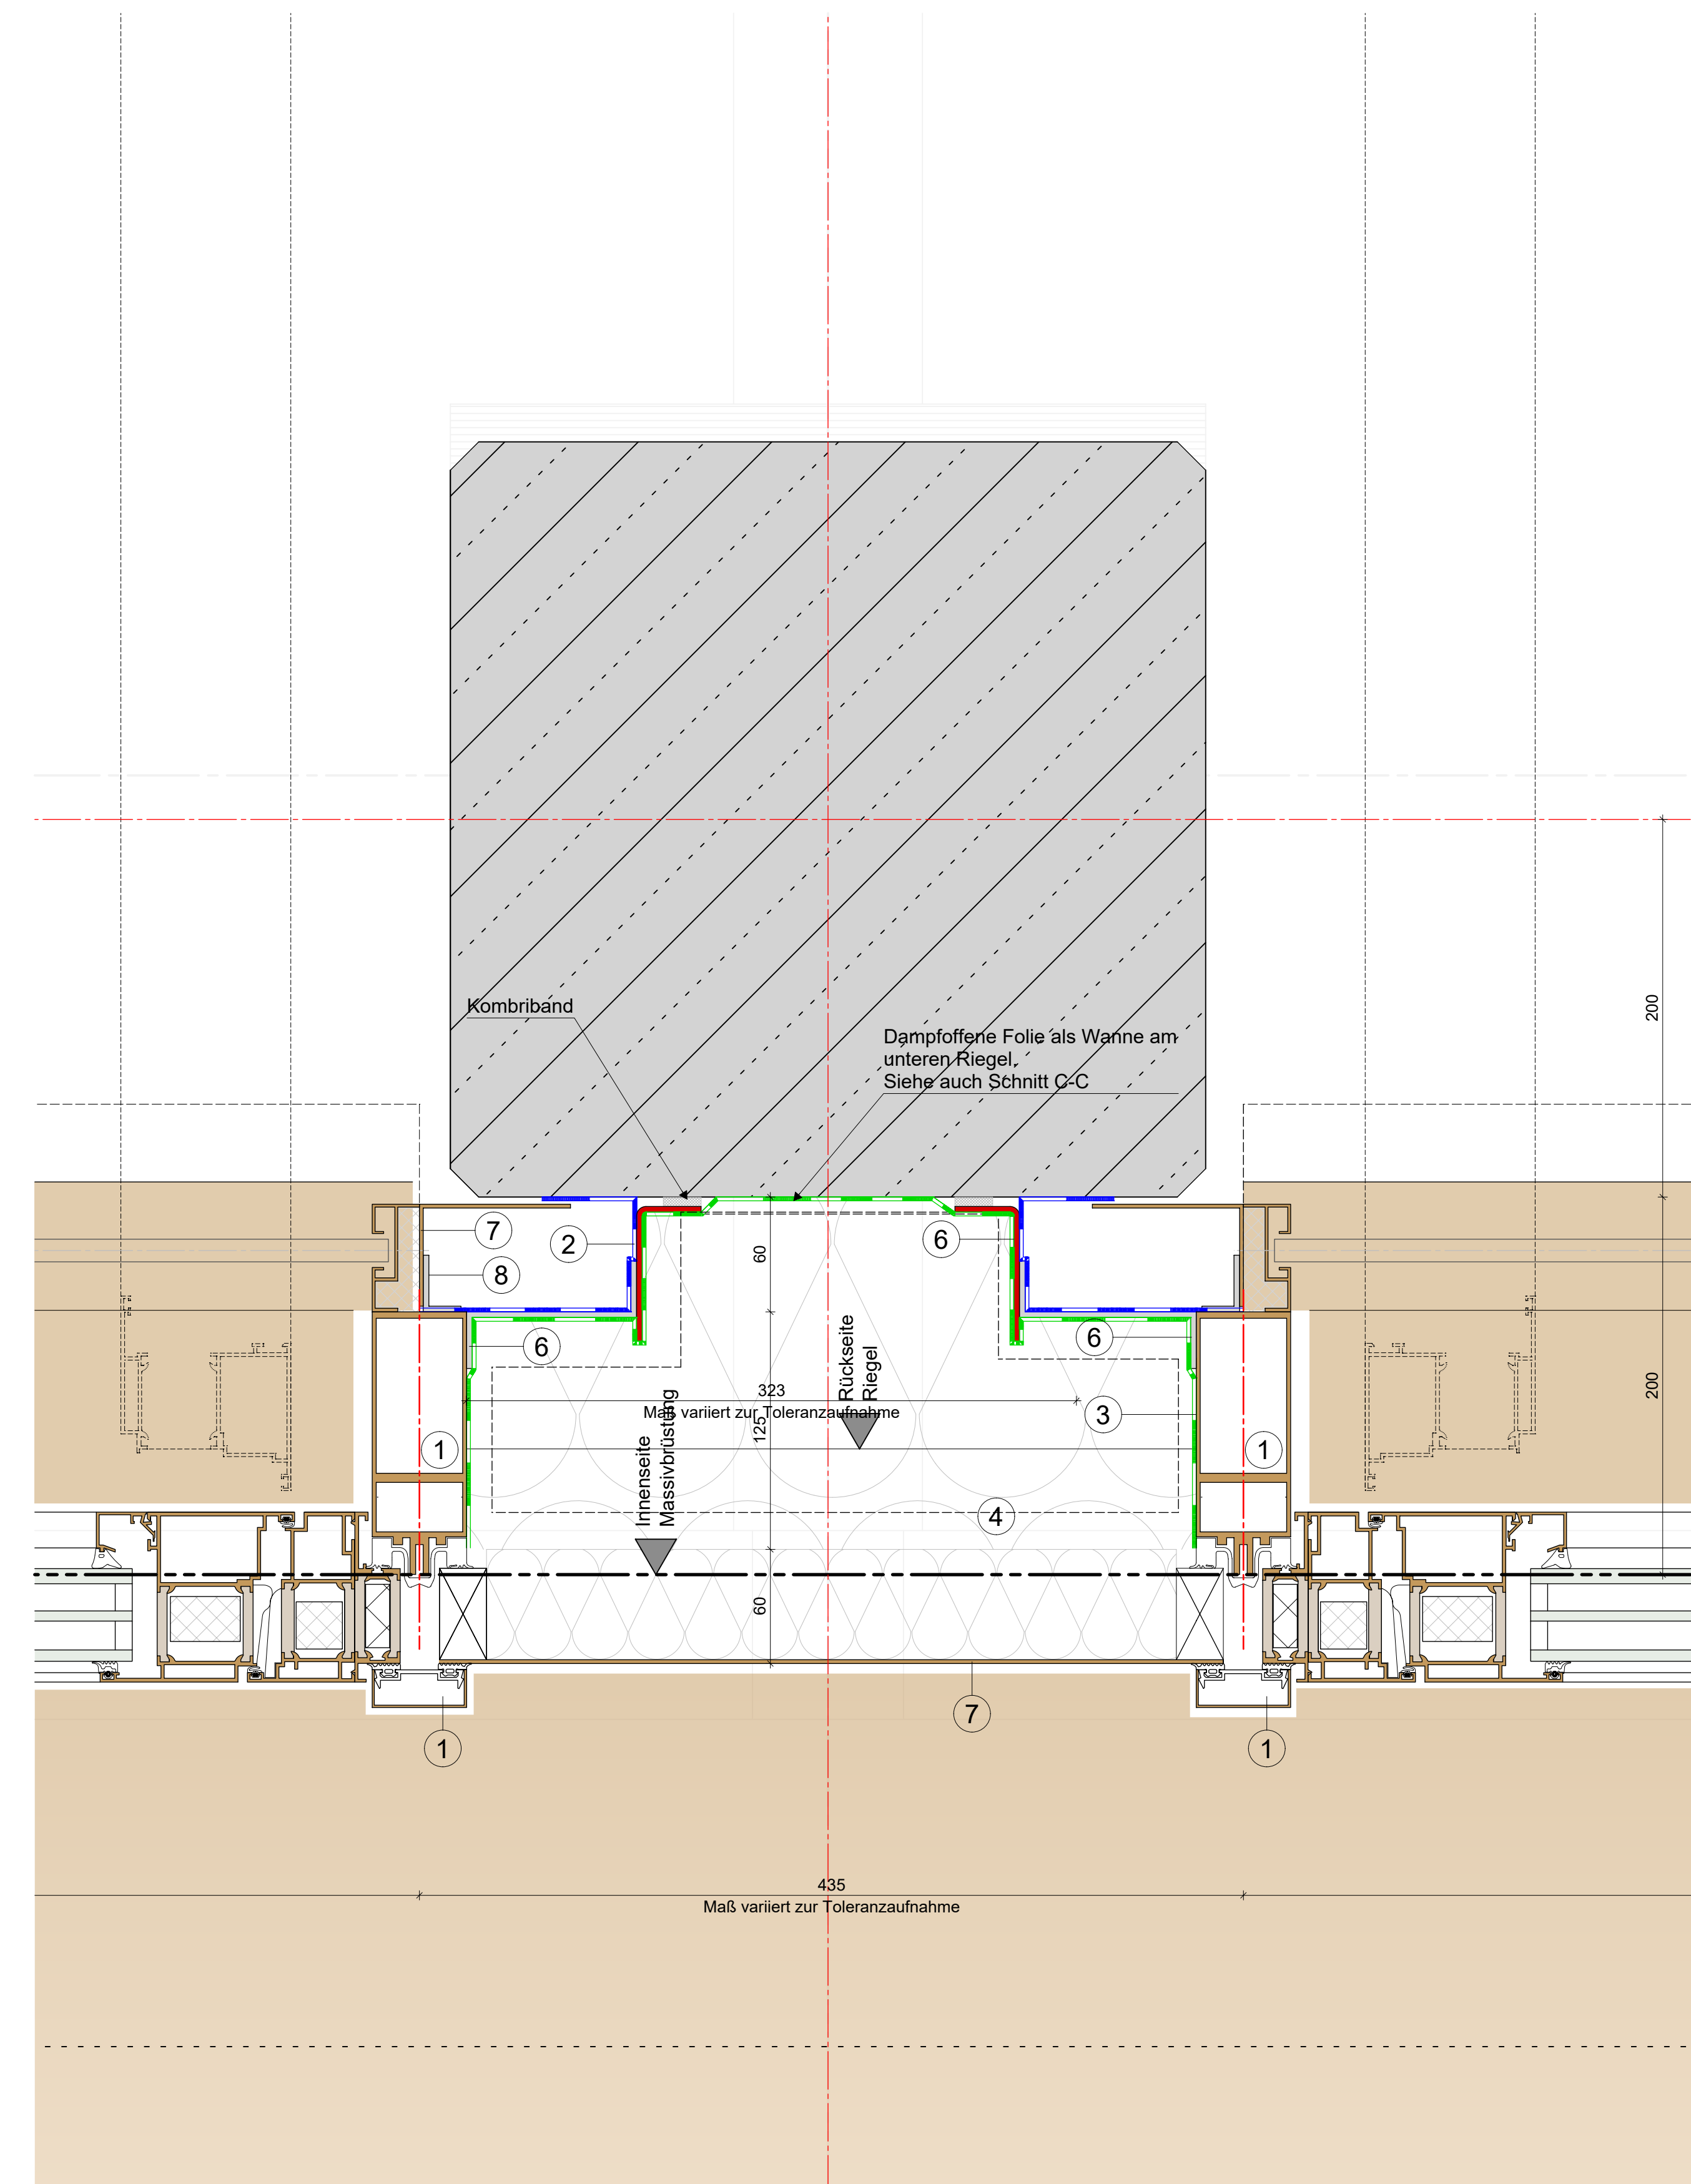 Kombriband
Dampfoffene Folie als Wanne am
unteren Riegel,
Siehe auch Schnitt C-C
200
7
2
6
60
8
6
6
Rückseite
Riegel
323
Maß variiert zur Toleranzaufnahme
200
3
125
1
1
Innenseite
Massivbrüstung
4
60
7
1
1
435
Maß variiert zur Toleranzaufnahme